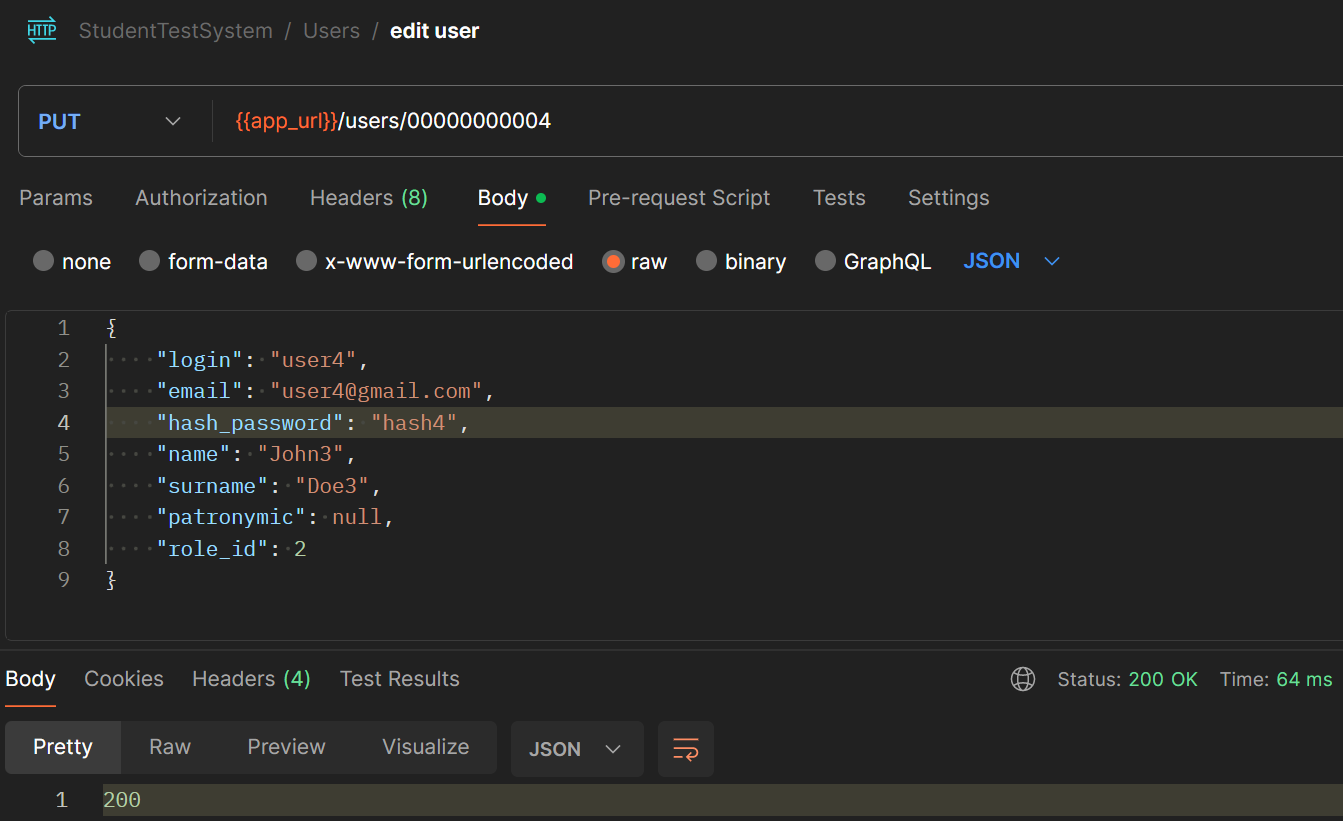 HTTP StudentTestSystem / Users / edit user
PUT {{app_url}}/users/00000000004
Params Authorization Headers (8) Body Pre-request Script Tests Settings
none form-data x-www-form-urlencoded raw binary GraphQL JSON
1 {
2 "login": "user4",
3 "email": "user4@gmail.com",
4 "hash_password": "hash4",
5 "name": "John3",
6 "surname": "Doe3",
7 "patronymic": null,
8 "role_id": 2
9 }
Body Cookies Headers (4) Test Results Status: 200 OK Time: 64 ms
Pretty Raw Preview Visualize JSON
1 200